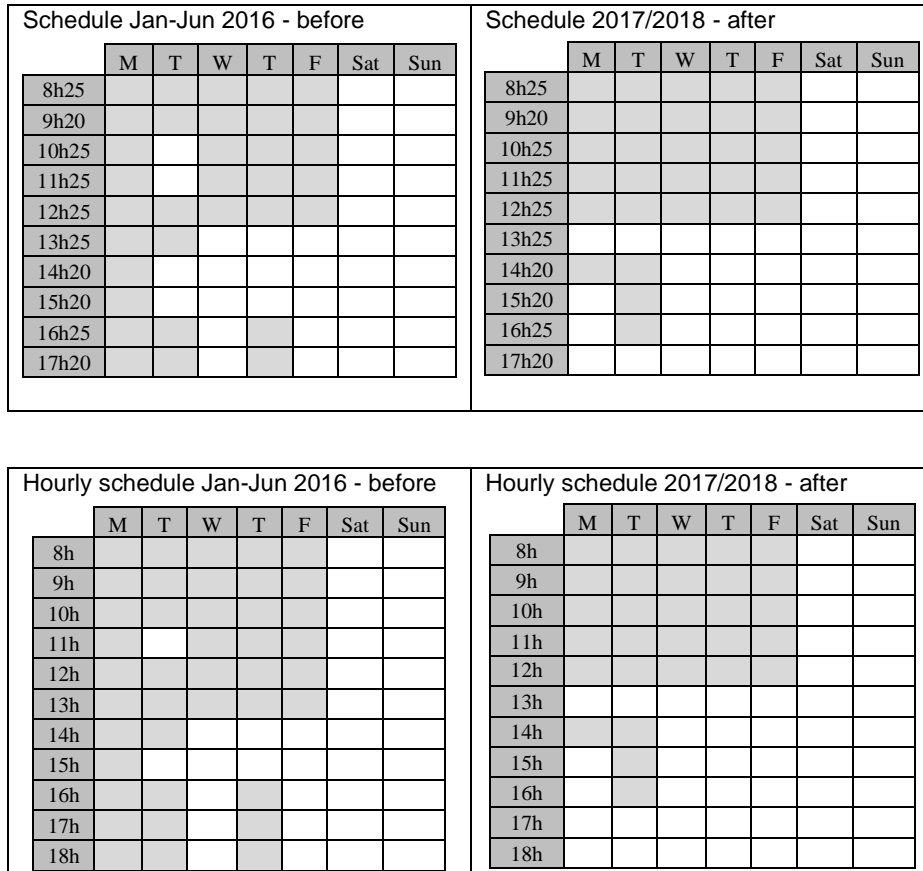 Schedule Jan-Jun 2016 - before
M T W T F Sat Sun
8h25
9h20
10h25
11h25
12h25
13h25
14h20
15h20
16h25
17h20
Schedule 2017/2018 - after
M T W T F Sat Sun
8h25
9h20
10h25
11h25
12h25
13h25
14h20
15h20
16h25
17h20
Hourly schedule Jan-Jun 2016 - before
M T W T F Sat Sun
8h
9h
10h
11h
12h
13h
14h
15h
16h
17h
18h
Hourly schedule 2017/2018 - after
M T W T F Sat Sun
8h
9h
10h
11h
12h
13h
14h
15h
16h
17h
18h